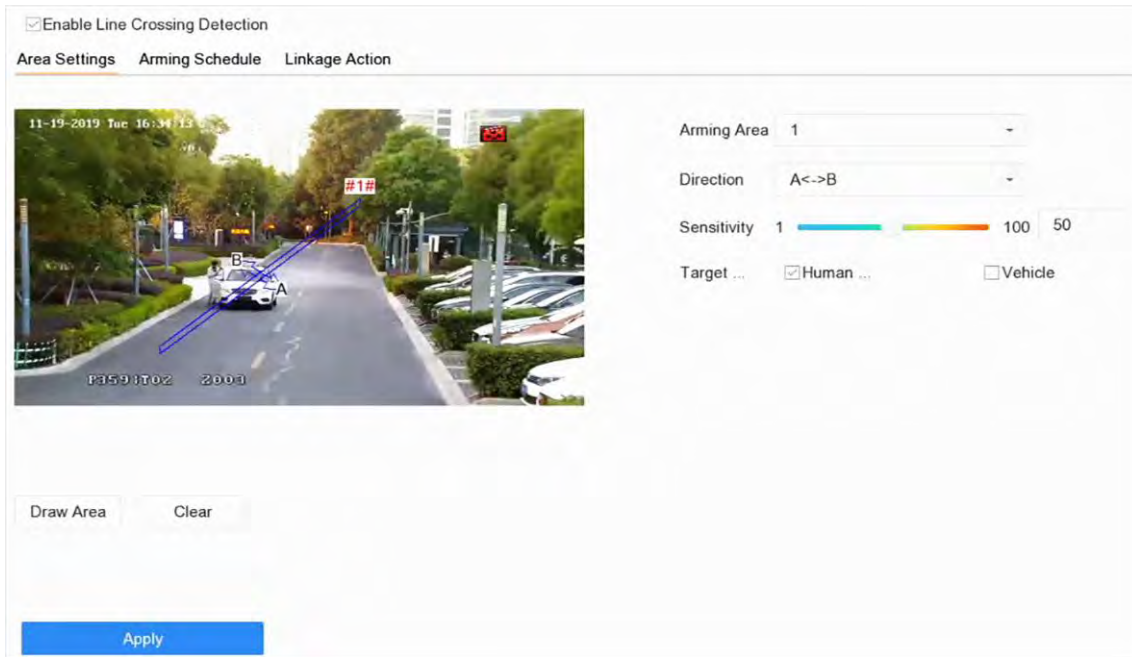 Enable Line Crossing Detection
Area Settings Arming Schedule Linkage Action
11-19-2019 Tue 16:34:13
#1#
B
A
2003
Arming Area 1
Direction A<->B
Sensitivity 1 100 50
Target ... Human ... Vehicle
Draw Area Clear
Apply